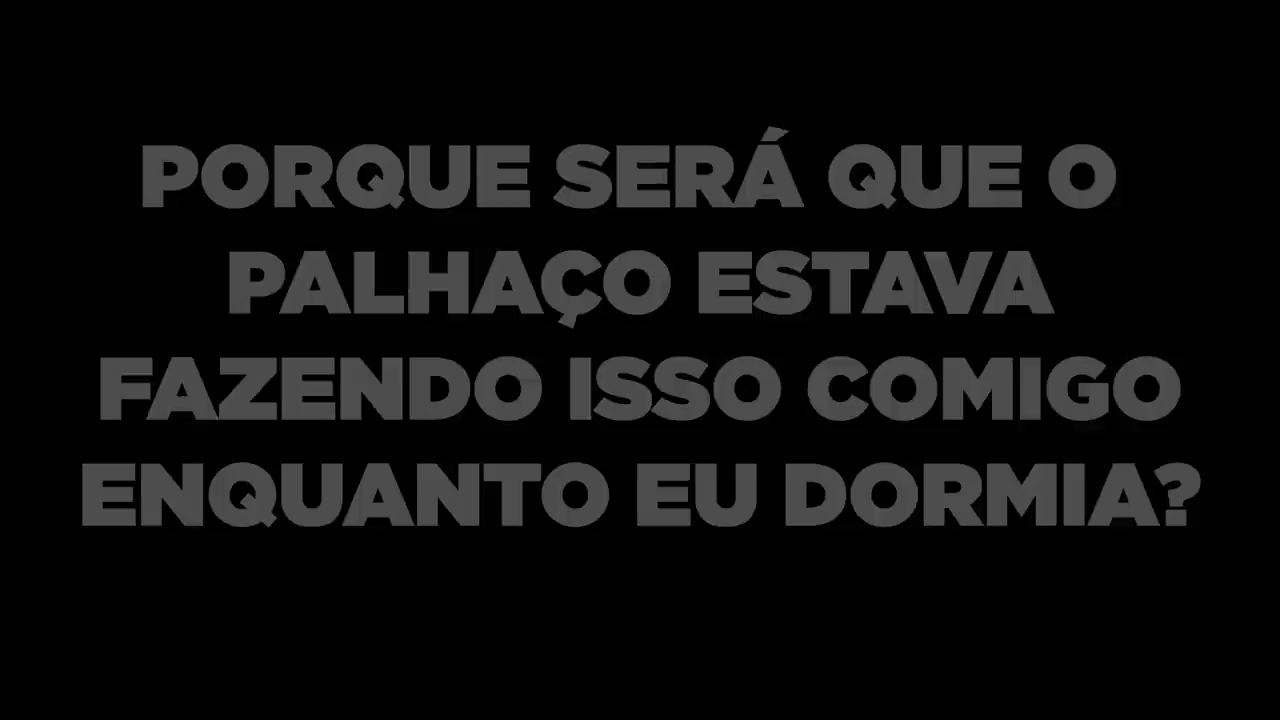 PORQUE SERÁ QUE O
PALHAÇO ESTAVA
FAZENDO ISSO COMIGO
ENQUANTO EU DORMIA?